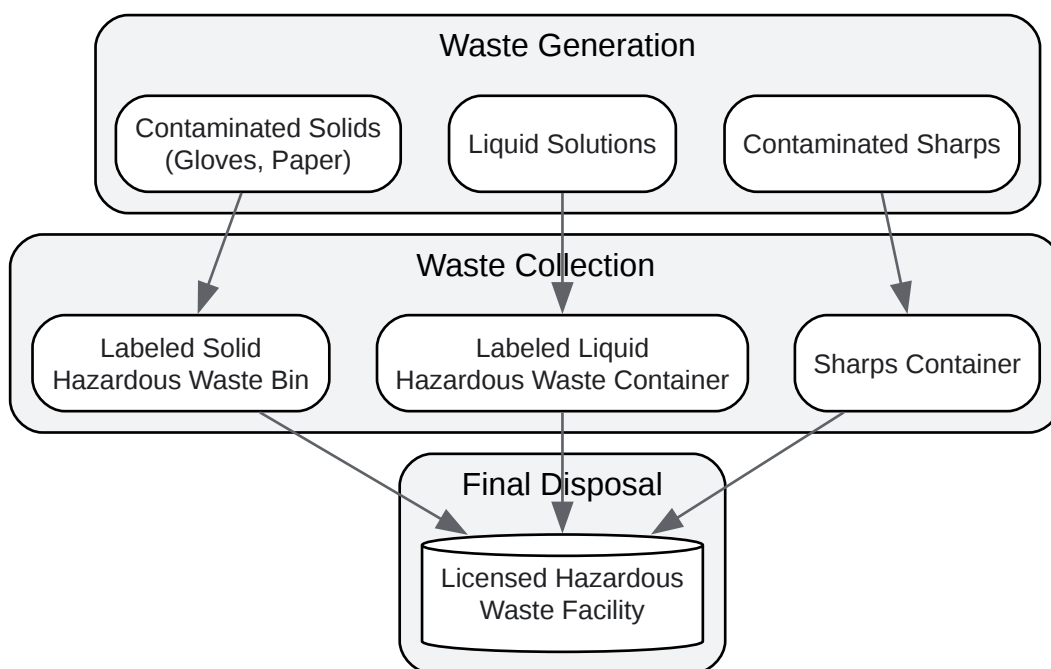 Waste Generation
Contaminated Solids
(Gloves, Paper)
Liquid Solutions
Contaminated Sharps
Waste Collection
Labeled Solid
Hazardous Waste Bin
Labeled Liquid
Hazardous Waste Container
Sharps Container
Final Disposal
Licensed Hazardous
Waste Facility